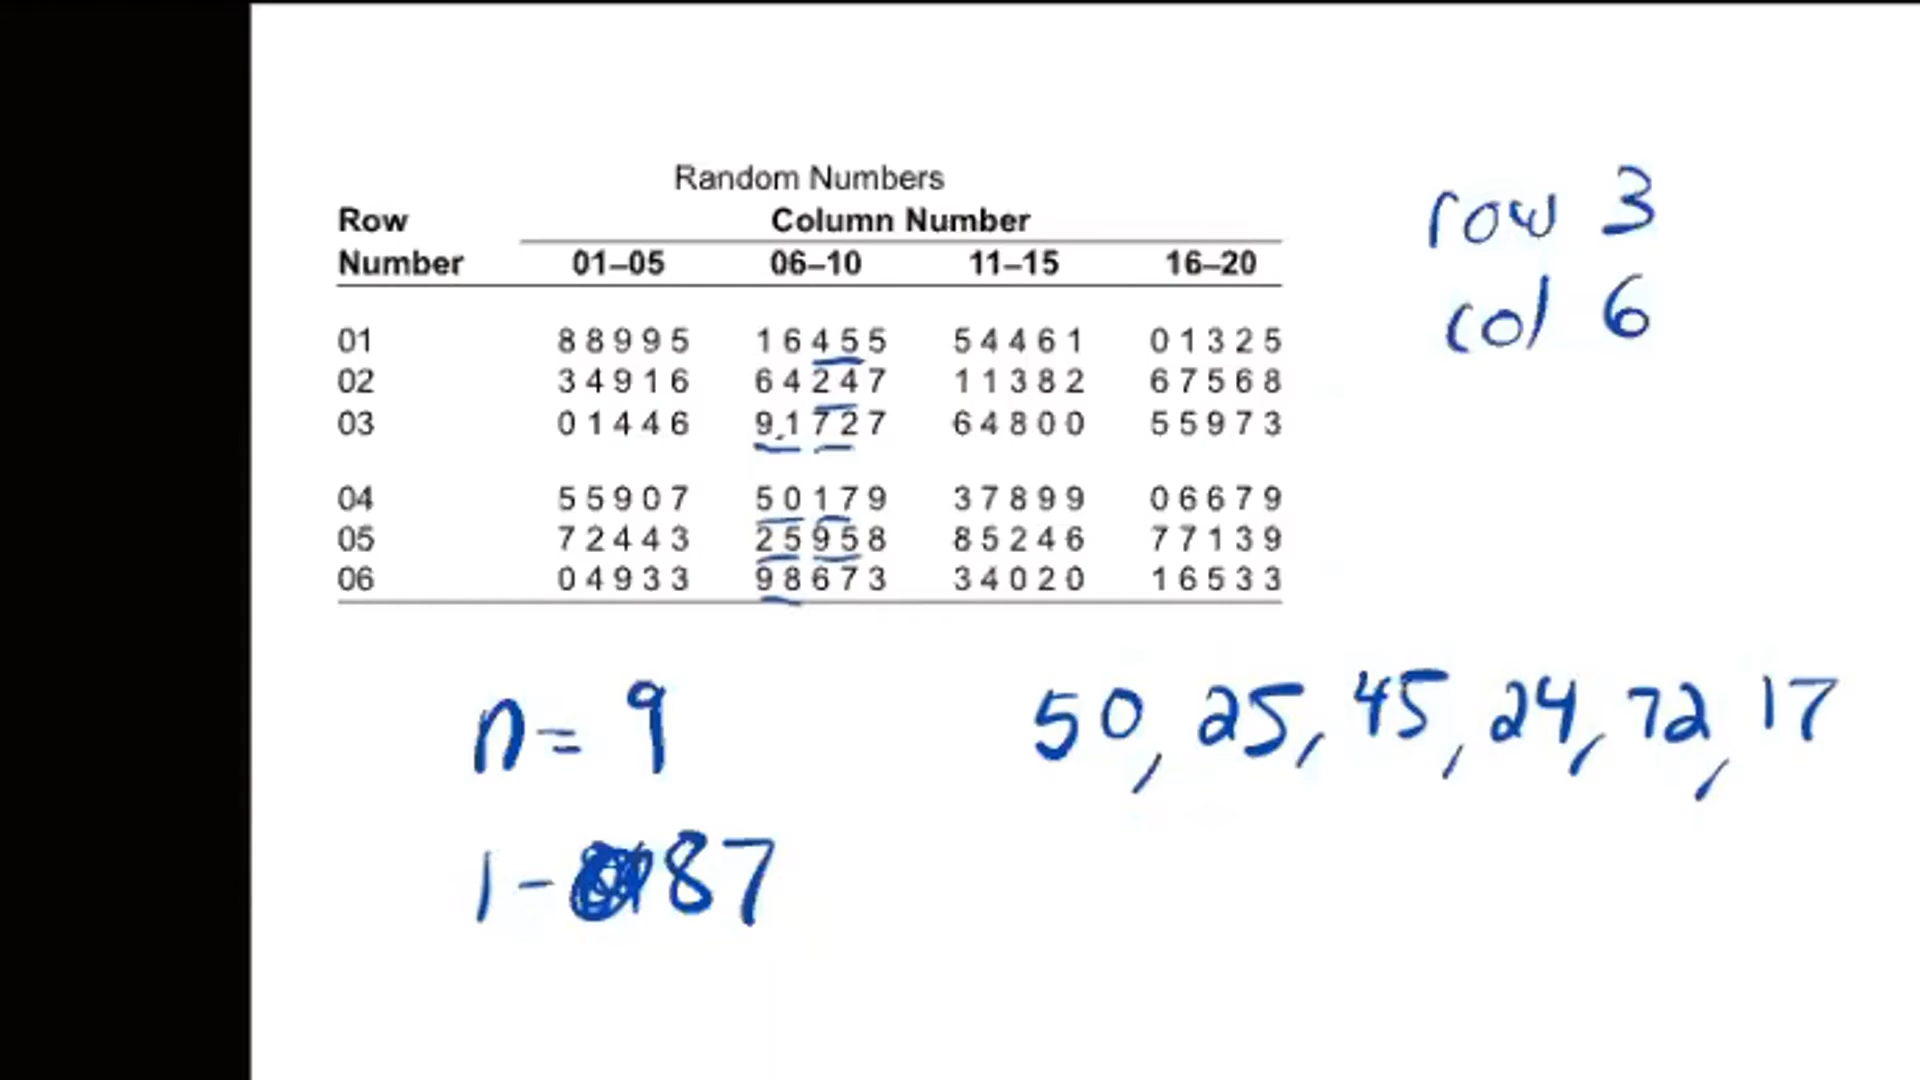 Random Numbers
Row Column Number
Number 01–05 06–10 11–15 16–20
01 88995 16455 54461 01325
02 34916 64247 11382 67568
03 01446 91727 64800 55973
04 55907 50179 37899 06679
05 72443 25958 85246 77139
06 04933 98673 34020 16533
row 3
col 6
n = 9
50, 25, 45, 24, 72, 17
1-87